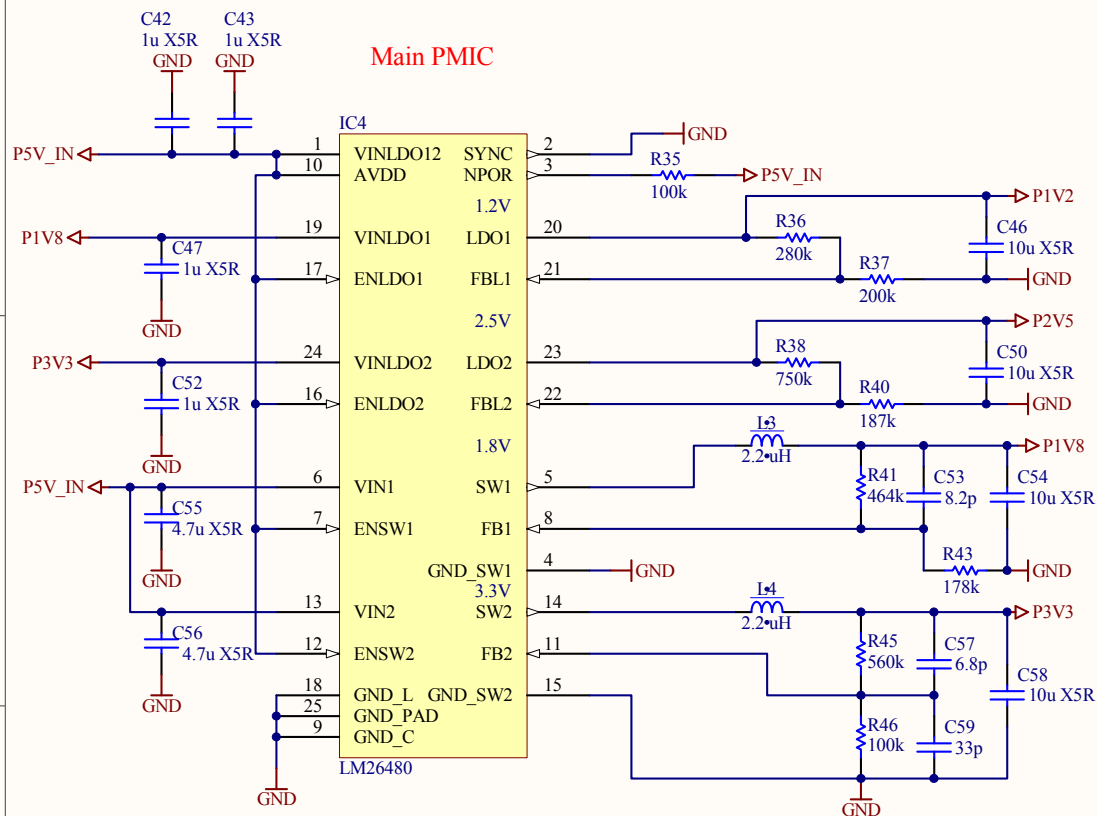 C42
1u X5R
GND
C43
1u X5R
GND
Main PMIC
IC4
P5V_IN
1
VINLDO12
SYNC
2
GND
10
AVDD
NPOR
3
R35
100k
P5V_IN
1.2V
P1V2
P1V8
19
VINLDO1
LDO1
20
R36
280k
C46
10u X5R
C47
1u X5R
GND
17
ENLDO1
FBL1
21
R37
200k
GND
2.5V
P2V5
P3V3
24
VINLDO2
LDO2
23
R38
750k
C50
10u X5R
C52
1u X5R
GND
16
ENLDO2
FBL2
22
R40
187k
GND
1.8V
L3
2.2uH
P1V8
P5V_IN
6
VIN1
SW1
5
R41
464k
C53
8.2p
C54
10u X5R
C55
4.7u X5R
GND
7
ENSW1
FB1
8
R43
178k
GND
GND_SW1
4
GND
3.3V
13
VIN2
SW2
14
L4
2.2uH
P3V3
C56
4.7u X5R
GND
12
ENSW2
FB2
11
R45
560k
C57
6.8p
C58
10u X5R
18
GND_L
GND_SW2
15
25
GND_PAD
9
GND_C
R46
100k
C59
33p
LM26480
GND
GND